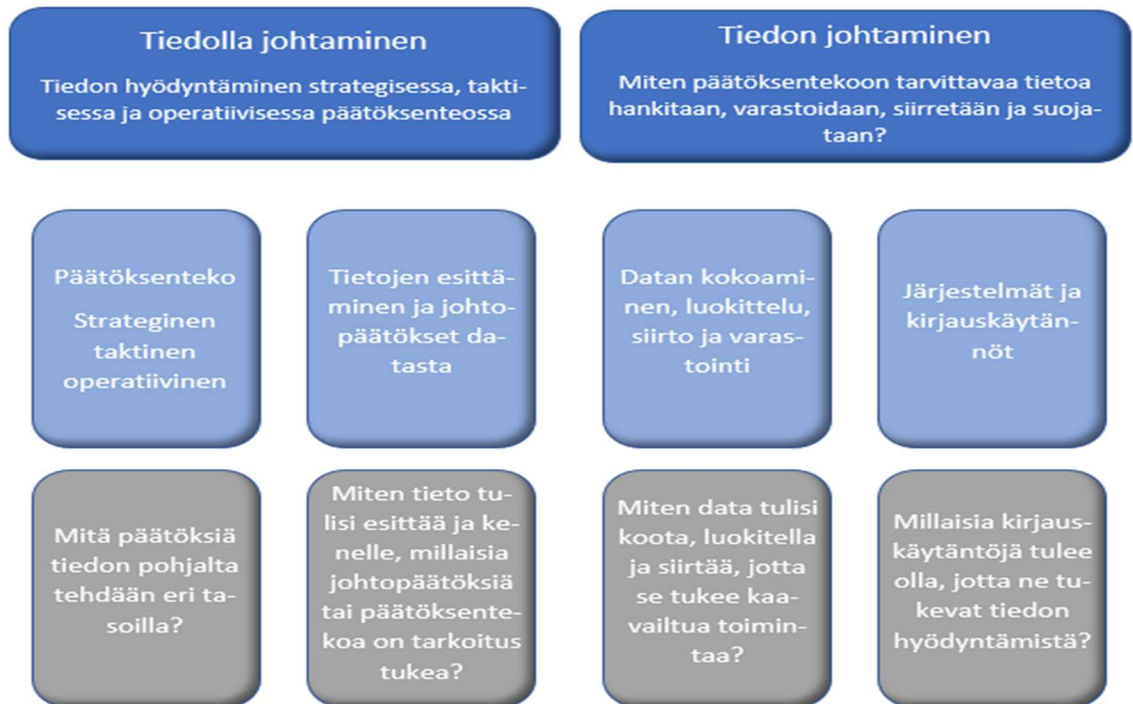 Tiedolla johtaminen
Tiedon hyödyntäminen strategisessa, takti-
sessa ja operatiivisessa päätöksenteossa
Tiedon johtaminen
Miten päätöksentekoon tarvittavaa tietoa
hankitaan, varastoidaan, siirretään ja suoja-
taan?
Päätöksenteko
Strateginen
taktinen
operatiivinen
Tietojen esittä-
minen ja johto-
päätökset da-
tasta
Datan kokoami-
nen, luokittelu,
siirto ja varas-
tointi
Järjestelmät ja
kirjauskäytän-
nöt
Mitä päätöksiä
tiedon pohjalta
tehdään eri ta-
soilla?
Miten tieto tu-
lisi esittää ja ke-
nelle, millaisia
johtopäätöksiä
tai päätöksente-
koa on tarkoitus
tukea?
Miten data tulisi
koota, luokitella
ja siirtää, jotta
se tukee kaa-
vailtua toimin-
taa?
Millaisia kirjaus-
käytäntöjä tulee
olla, jotta ne tu-
kevat tiedon
hyödyntämistä?